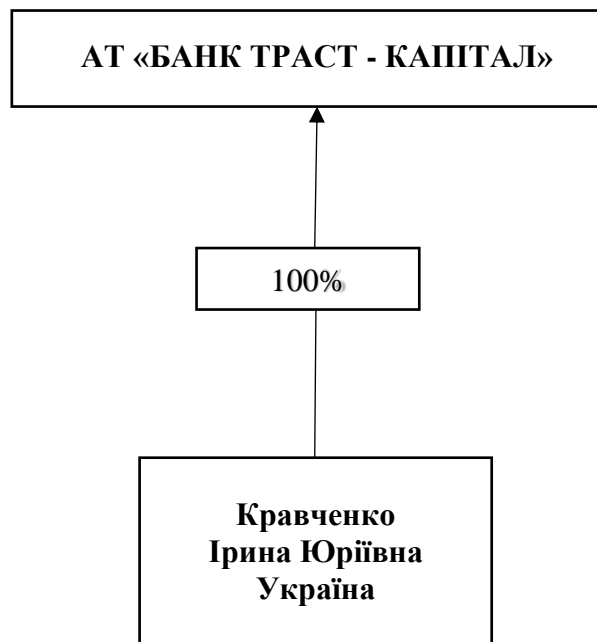 АТ «БАНК ТРАСТ - КАПІТАЛ»
100%
Кравченко
Ірина Юріївна
Україна